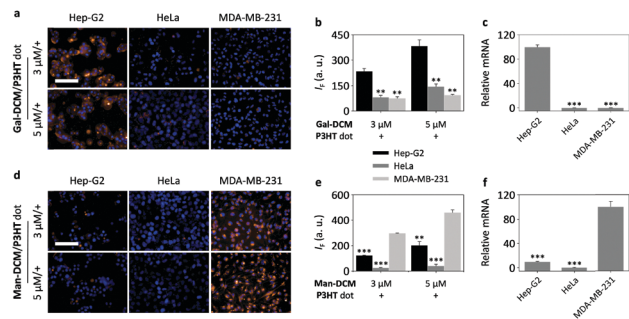 a
Hep-G2
HeLa
MDA-MB-231
Gal-DCM/P3HT dot
3 μM/+
5 μM/+
b
I_F (a. u.)
450
300
150
0
**
**
**
**
Gal-DCM
3 μM
5 μM
P3HT dot
+
+
Hep-G2
HeLa
MDA-MB-231
c
Relative mRNA
120
80
40
0
***
***
Hep-G2
HeLa
MDA-MB-231
d
Hep-G2
HeLa
MDA-MB-231
Man-DCM/P3HT dot
3 μM/+
5 μM/+
e
I_F (a. u.)
600
400
200
0
***
***
**
***
Man-DCM
3 μM
5 μM
P3HT dot
+
+
f
Relative mRNA
120
80
40
0
***
***
Hep-G2
HeLa
MDA-MB-231